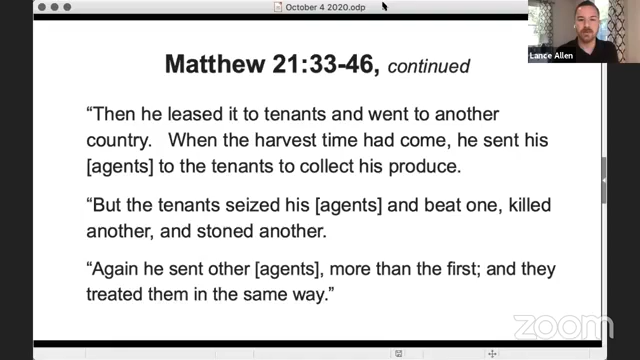 October 4 2020.odp
Lance Allen
Matthew 21:33-46, continued
“Then he leased it to tenants and went to another
country. When the harvest time had come, he sent his
[agents] to the tenants to collect his produce.
“But the tenants seized his [agents] and beat one, killed
another, and stoned another.
“Again he sent other [agents], more than the first; and they
treated them in the same way.”
zoom